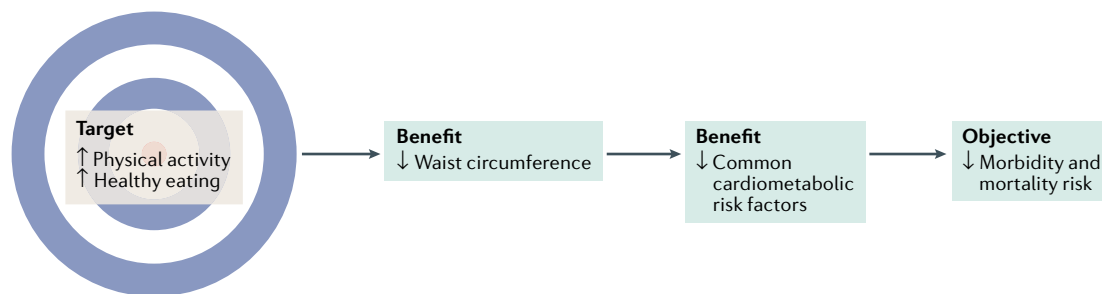 Target
↑ Physical activity
↑ Healthy eating
Benefit
↓ Waist circumference
Benefit
↓ Common
cardiometabolic
risk factors
Objective
↓ Morbidity and
mortality risk